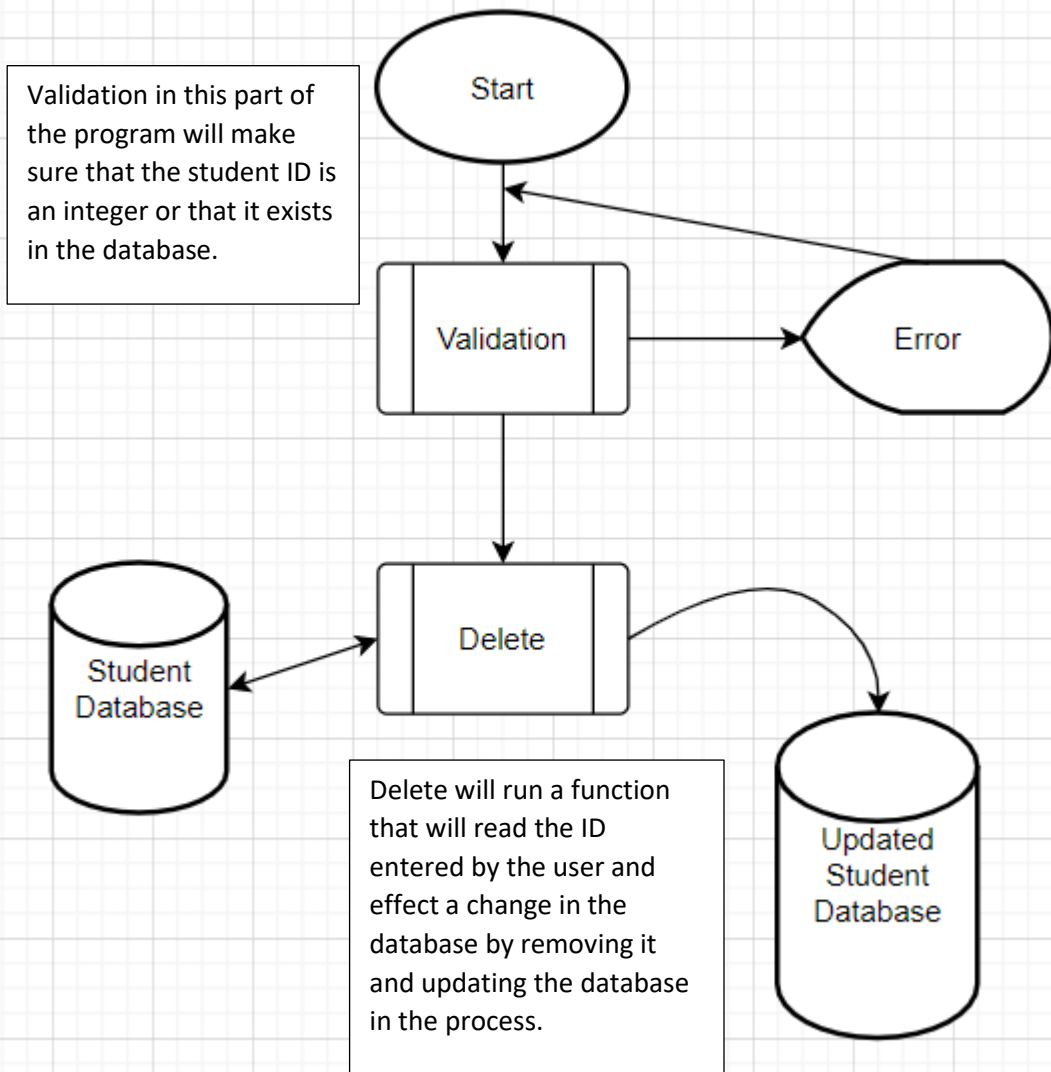 Start
Validation in this part of
the program will make
sure that the student ID is
an integer or that it exists
in the database.
Validation
Error
Delete
Student
Database
Delete will run a function
that will read the ID
entered by the user and
effect a change in the
database by removing it
and updating the database
in the process.
Updated
Student
Database